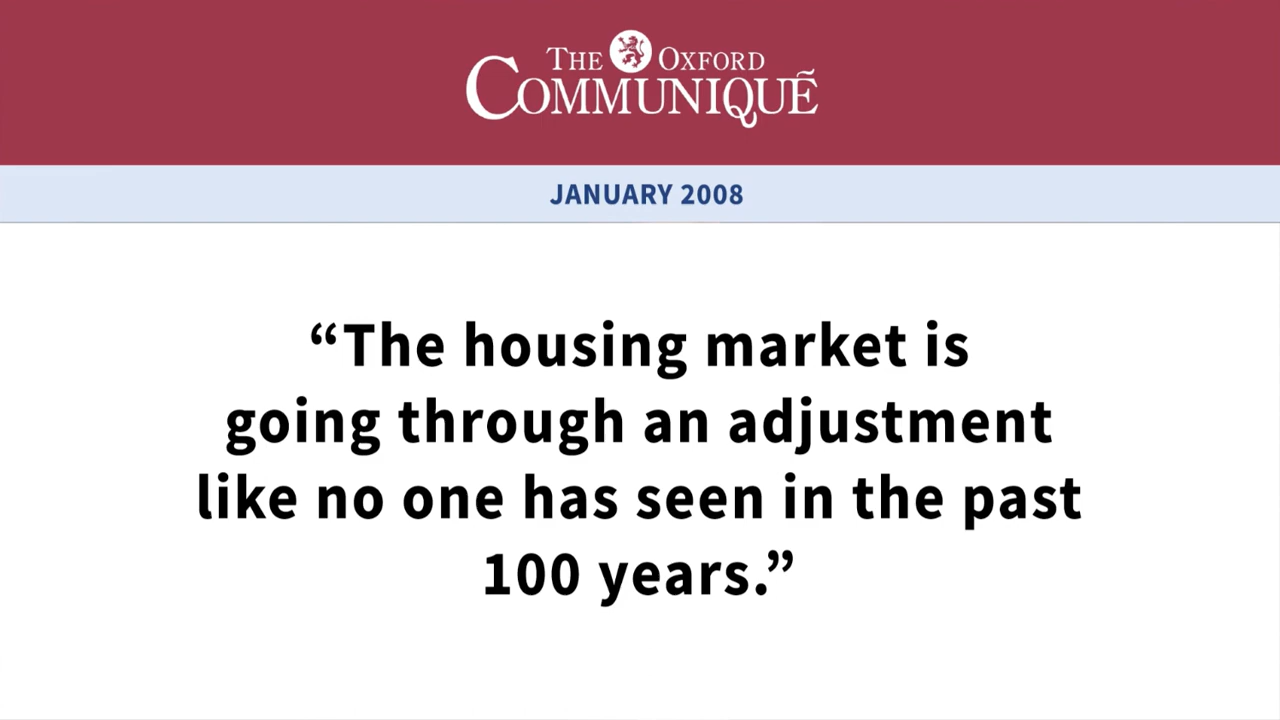 THE OXFORD
COMMUNIQUÉ
JANUARY 2008
“The housing market is
going through an adjustment
like no one has seen in the past
100 years.”